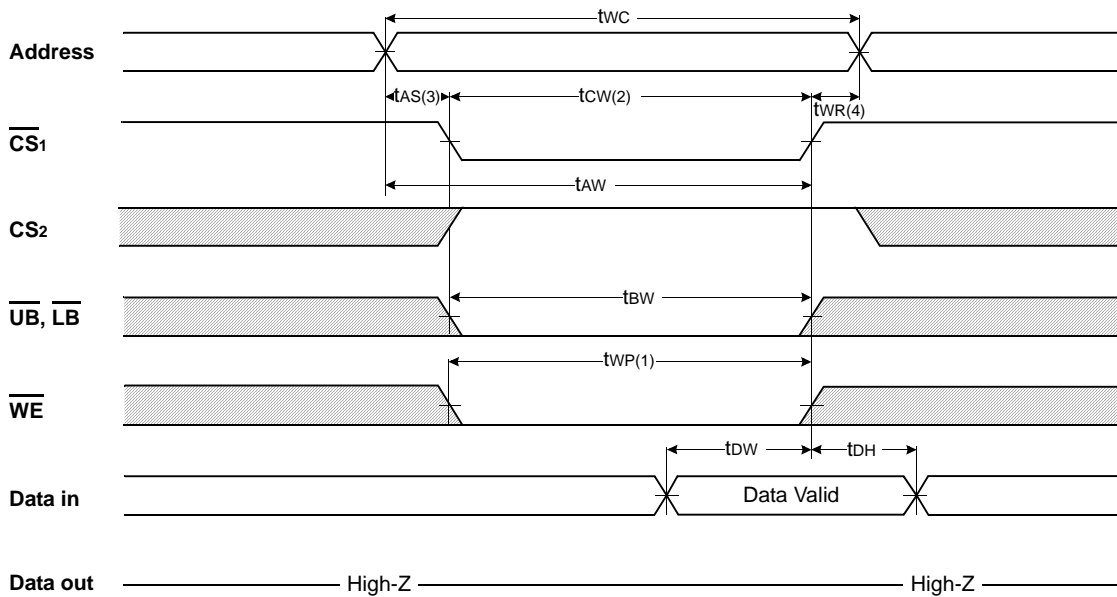 tWC
Address
tAS(3) tCW(2) tWR(4)
CS1
tAW
CS2
tBW
UB, LB
tWP(1)
WE
tDW tDH
Data in Data Valid
Data out High-Z High-Z